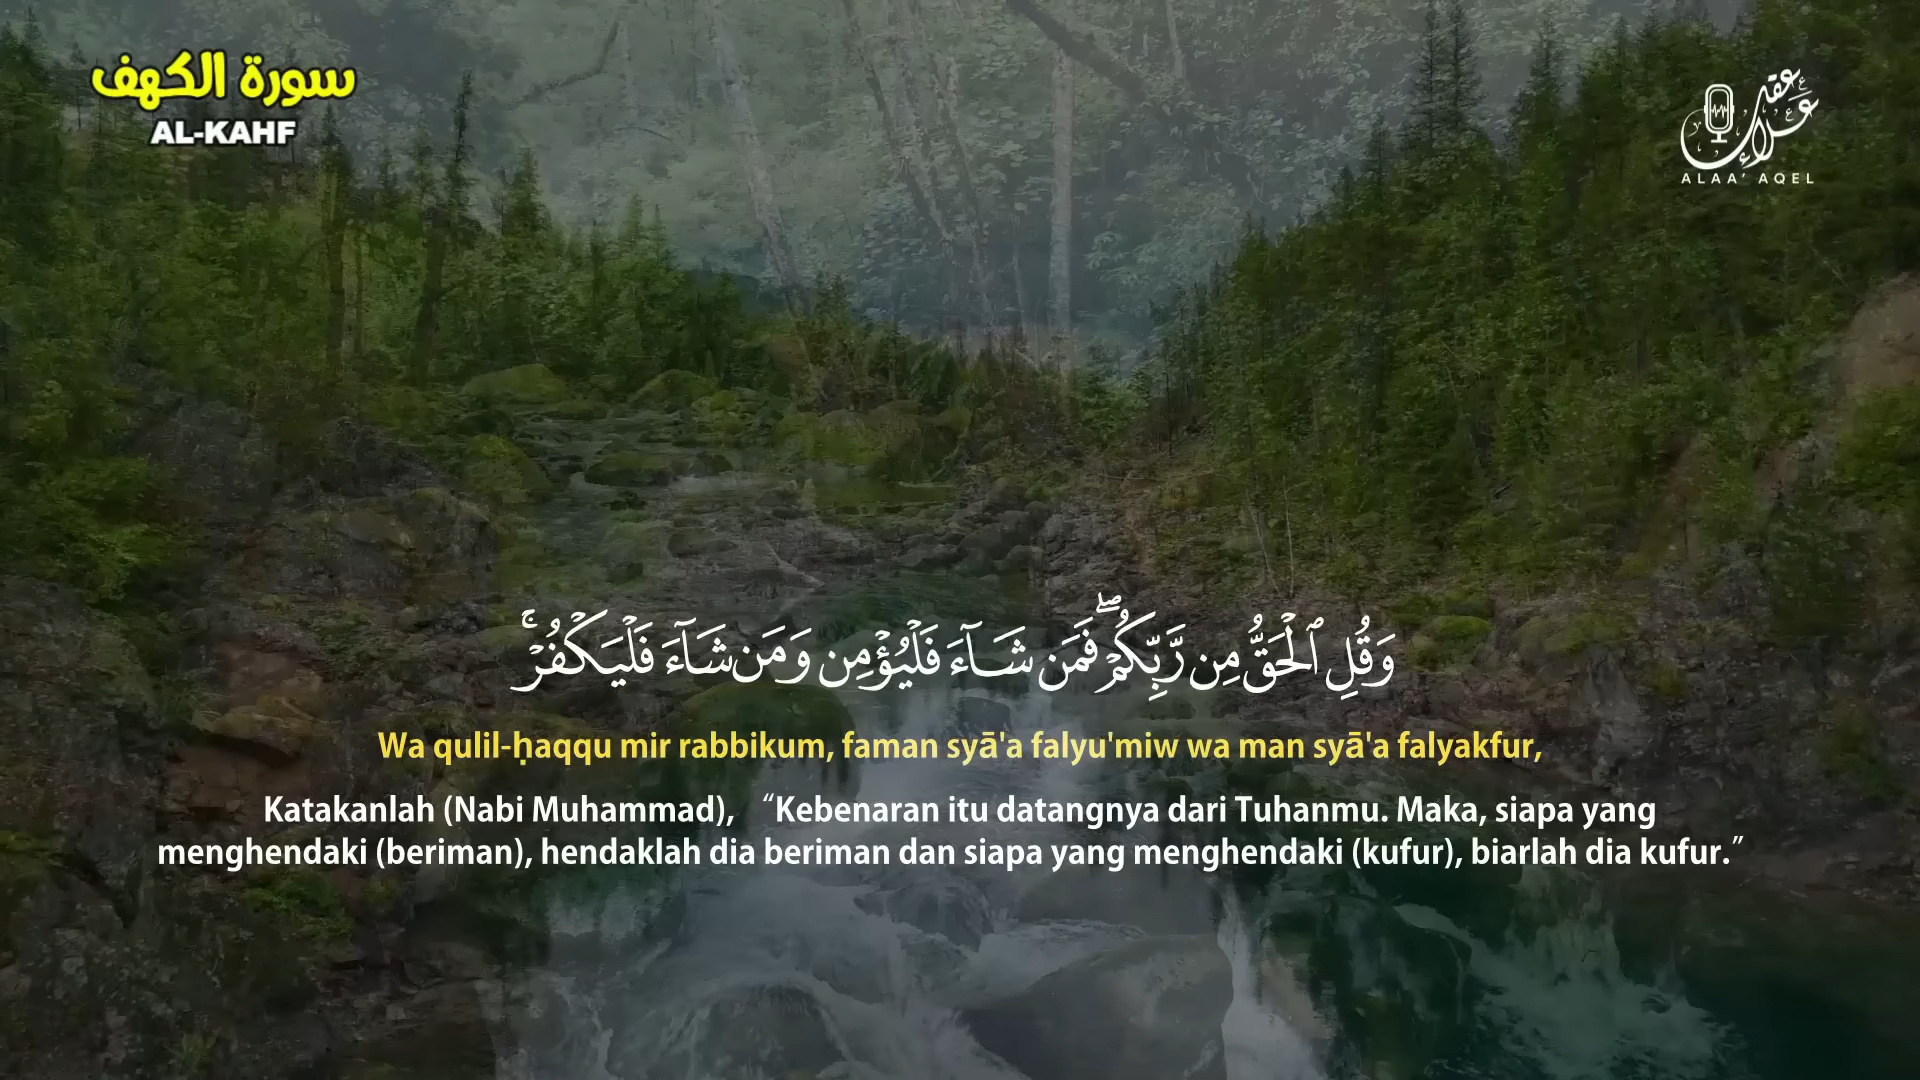 سورة الكهف
AL-KAHF
علاء عقل
ALAA' AQEL
وَقُلِ ٱلْحَقُّ مِن رَّبِّكُمْ ۖ فَمَن شَآءَ فَلْيُؤْمِن وَمَن شَآءَ فَلْيَكْفُرْ ۚ
Wa qulil-ḥaqqu mir rabbikum, faman syā'a falyu'miw wa man syā'a falyakfur,
Katakanlah (Nabi Muhammad), “Kebenaran itu datangnya dari Tuhanmu. Maka, siapa yang
menghendaki (beriman), hendaklah dia beriman dan siapa yang menghendaki (kufur), biarlah dia kufur.”